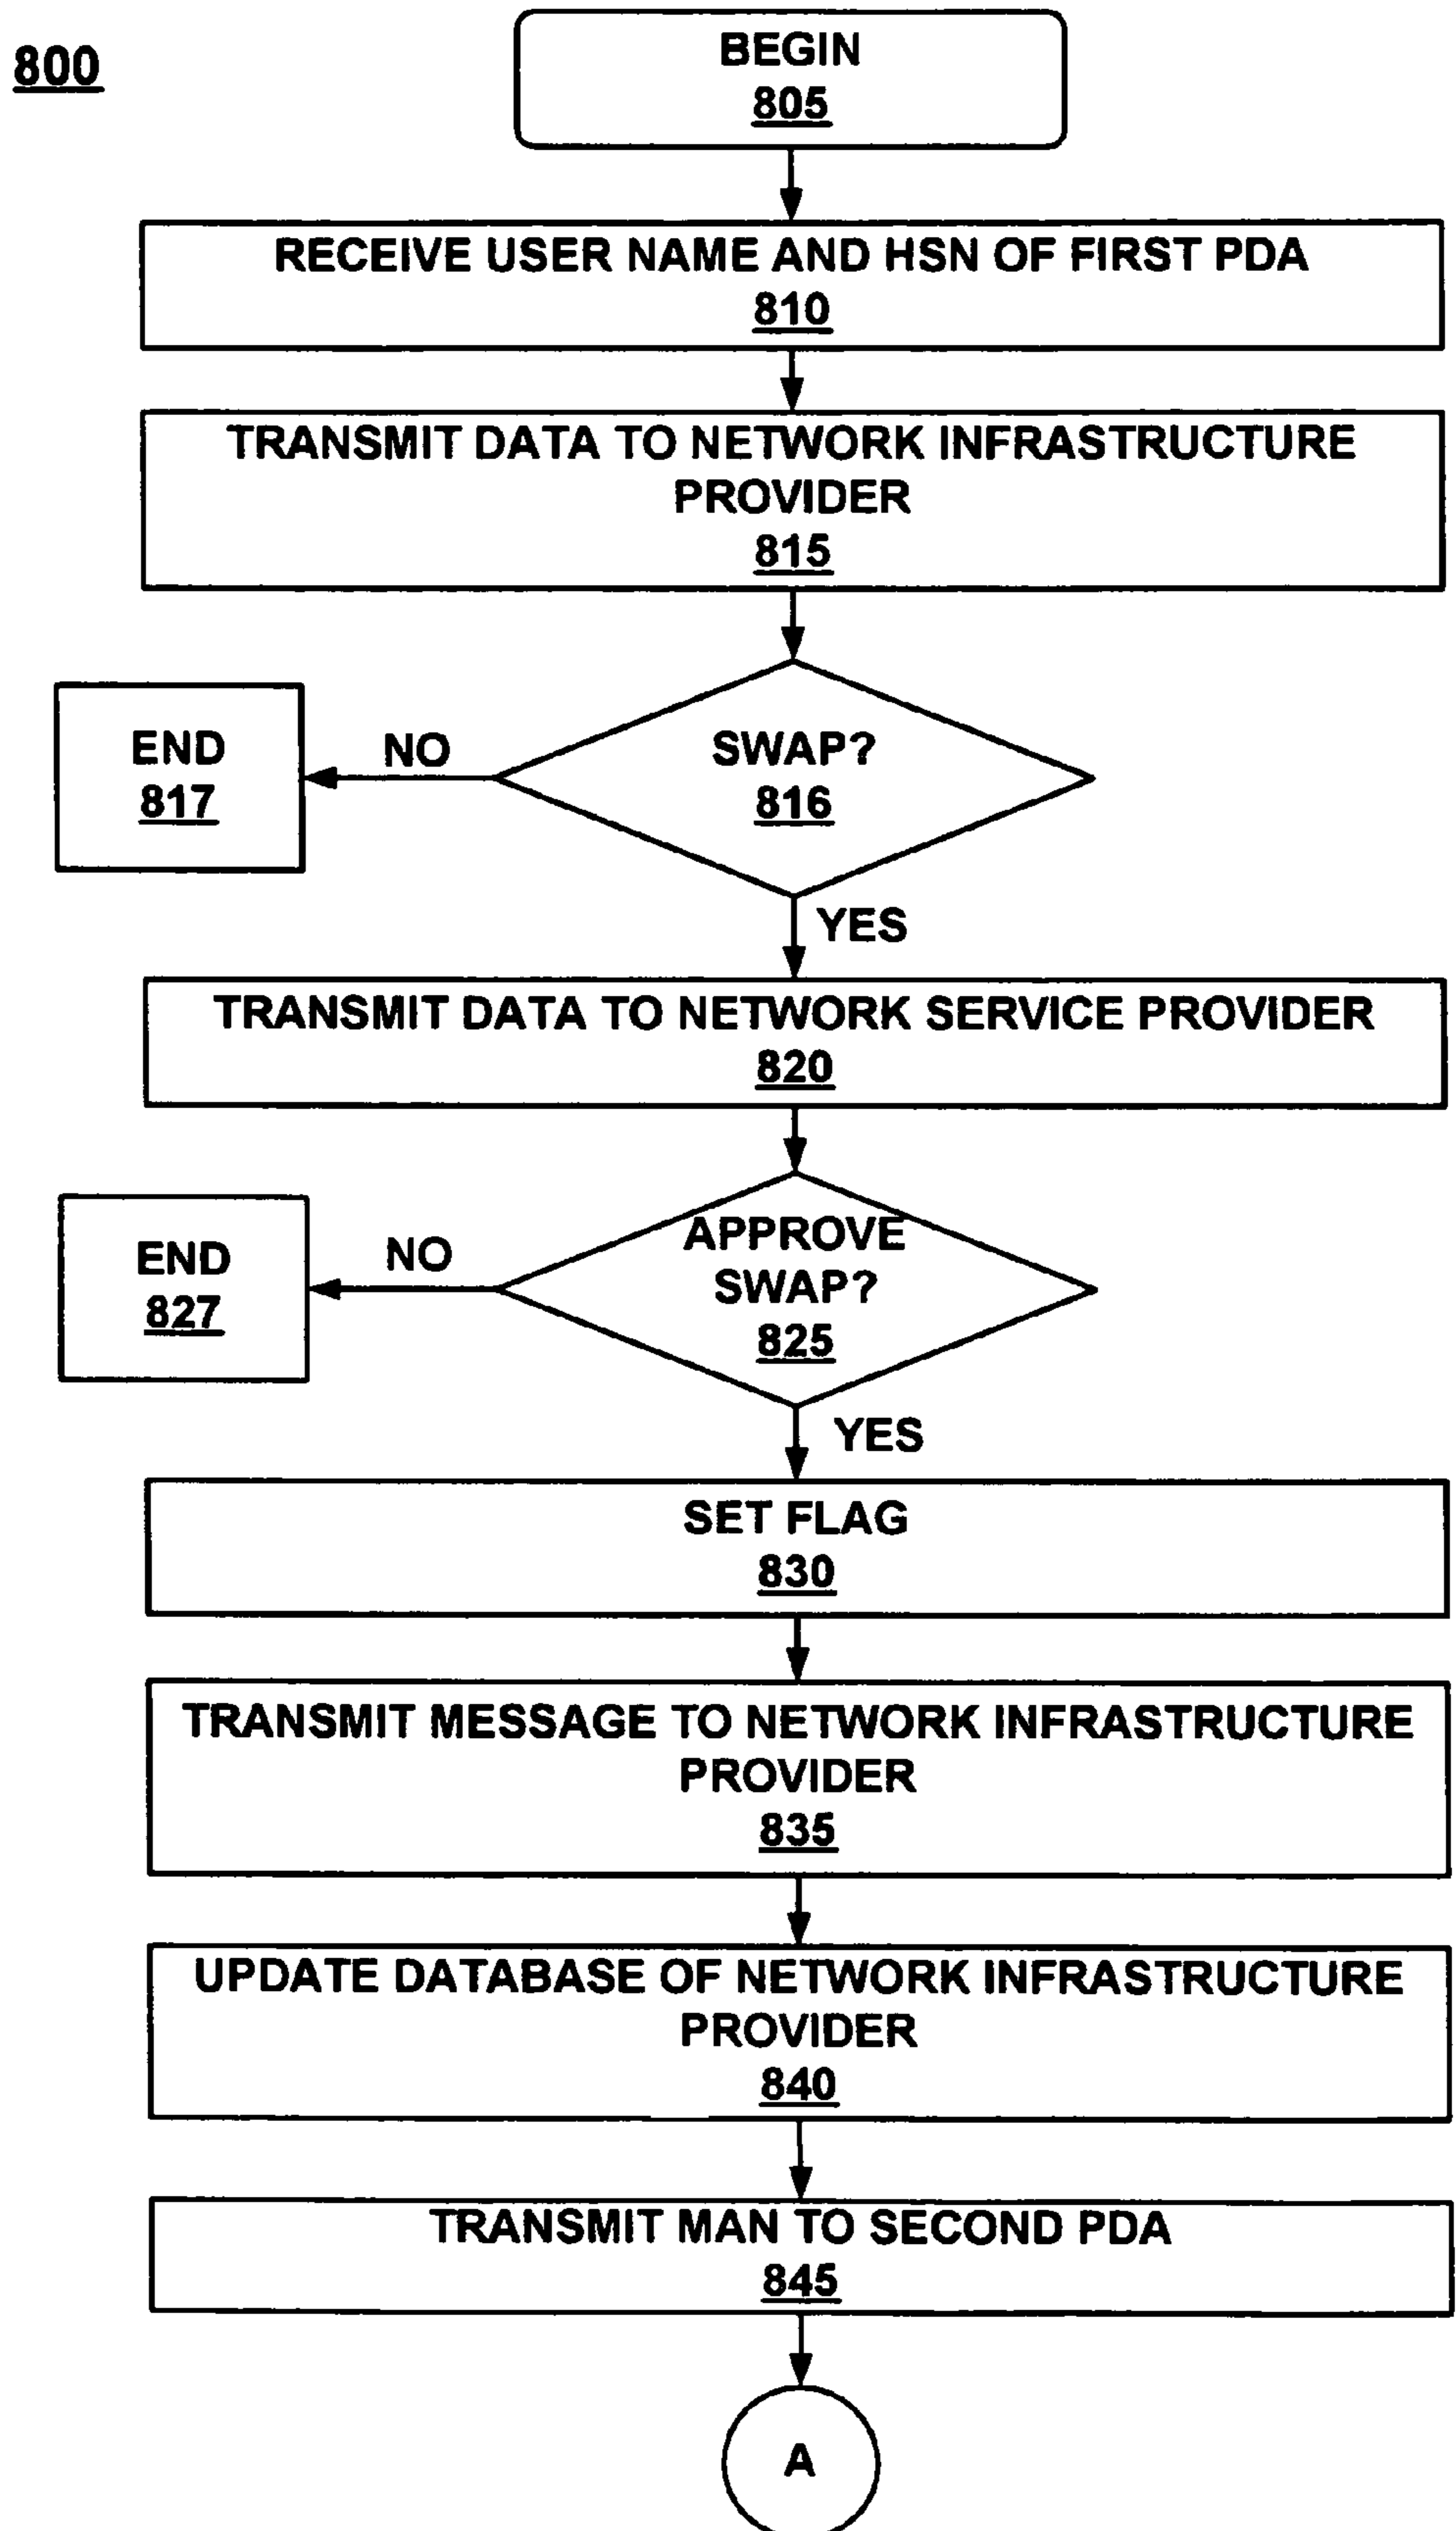 800
BEGIN
805
RECEIVE USER NAME AND HSN OF FIRST PDA
810
TRANSMIT DATA TO NETWORK INFRASTRUCTURE
PROVIDER
815
SWAP?
816
NO
END
817
YES
TRANSMIT DATA TO NETWORK SERVICE PROVIDER
820
APPROVE
SWAP?
825
NO
END
827
YES
SET FLAG
830
TRANSMIT MESSAGE TO NETWORK INFRASTRUCTURE
PROVIDER
835
UPDATE DATABASE OF NETWORK INFRASTRUCTURE
PROVIDER
840
TRANSMIT MAN TO SECOND PDA
845
A